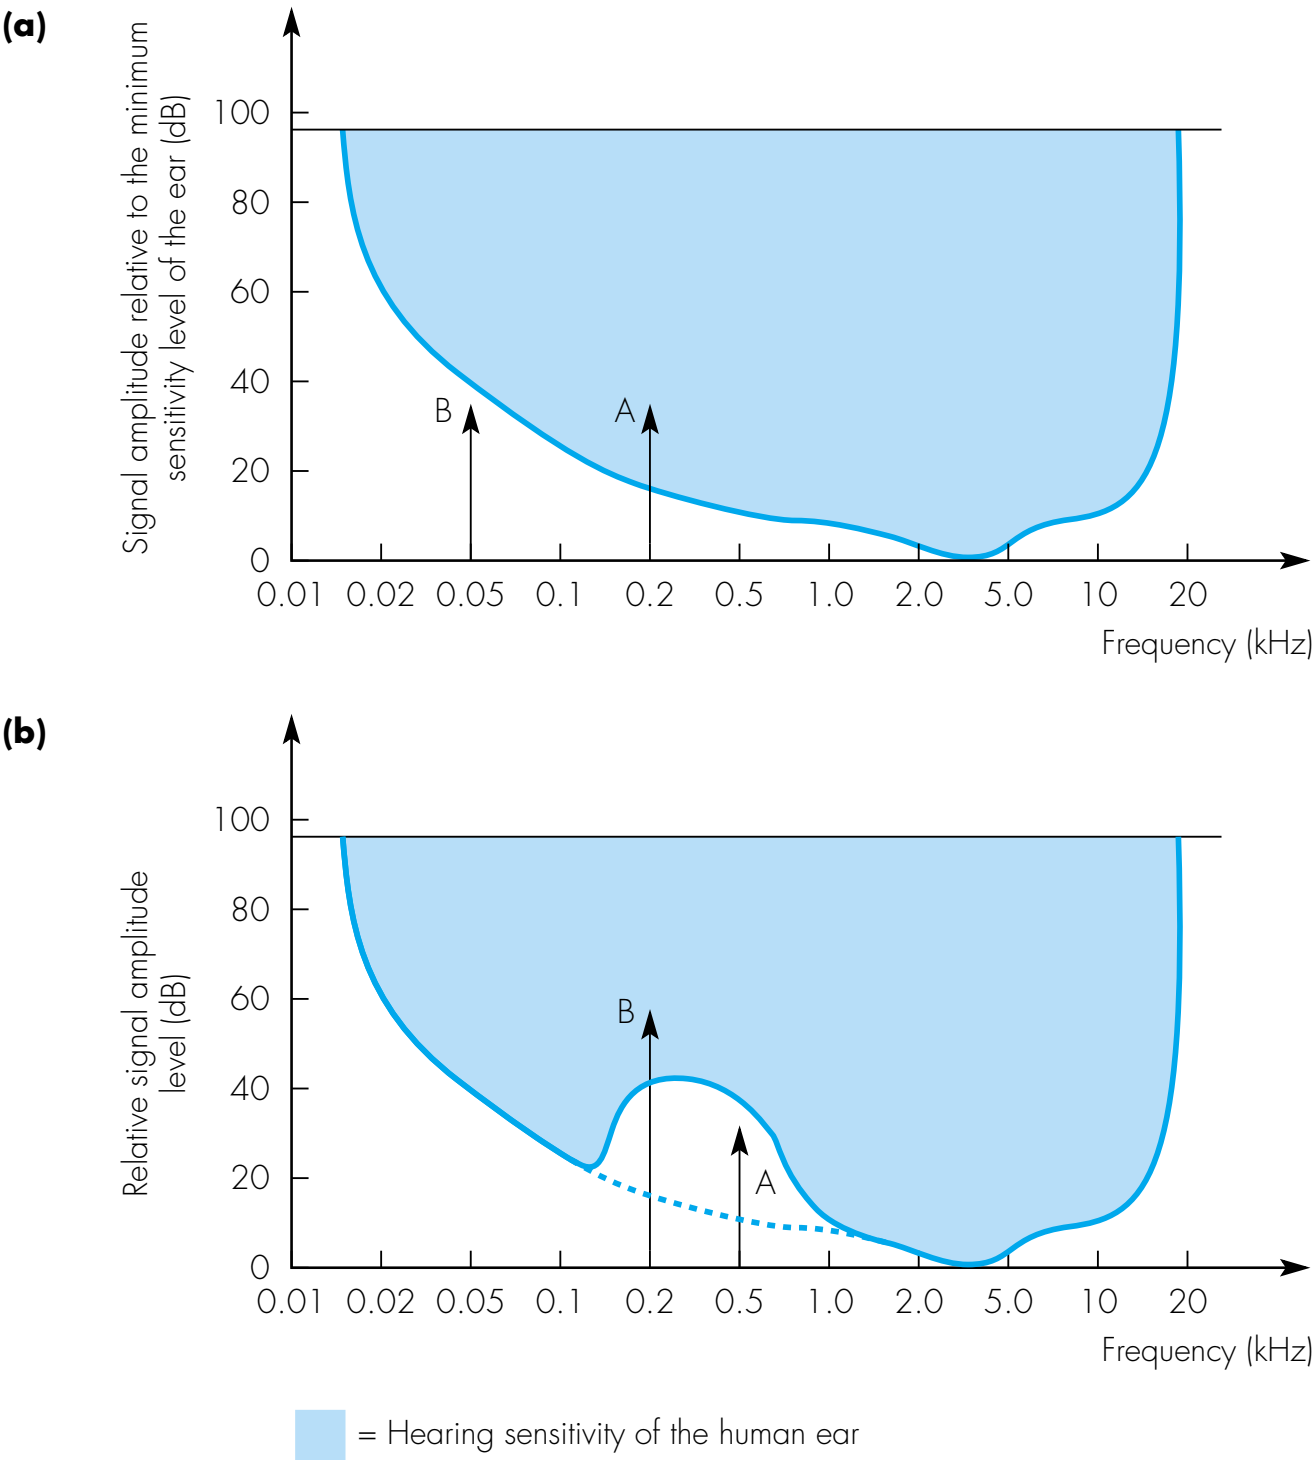 (a)
Signal amplitude relative to the minimum
sensitivity level of the ear (dB)
100
80
60
40
20
0
B
A
0.01 0.02 0.05 0.1 0.2 0.5 1.0 2.0 5.0 10 20
Frequency (kHz)
(b)
Relative signal amplitude
level (dB)
100
80
60
40
20
0
B
A
0.01 0.02 0.05 0.1 0.2 0.5 1.0 2.0 5.0 10 20
Frequency (kHz)
= Hearing sensitivity of the human ear